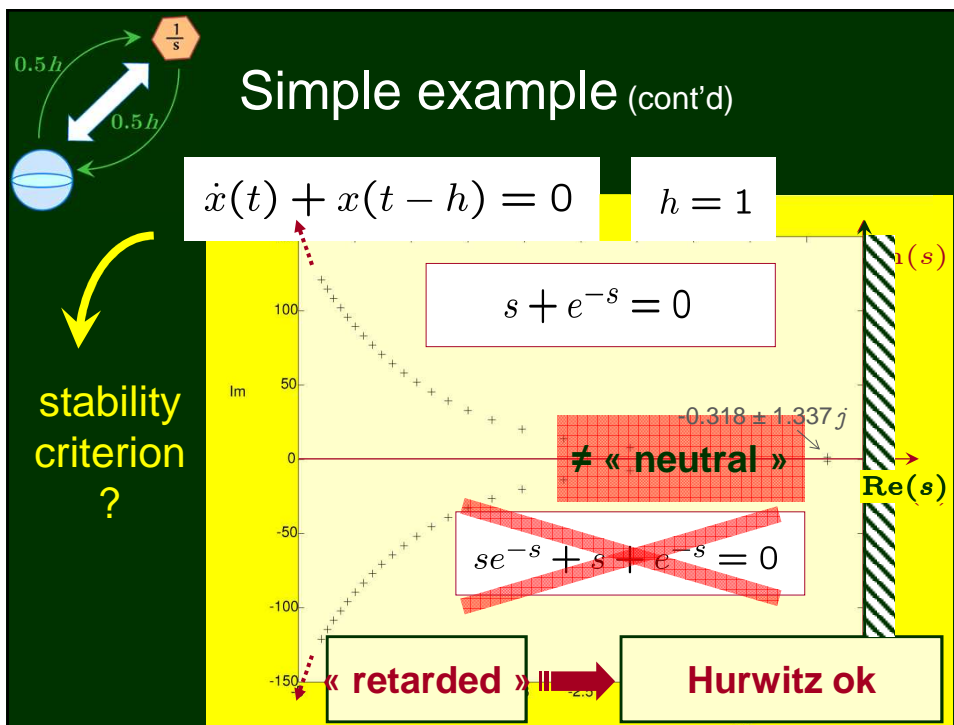 1/s
0.5h
0.5h
Simple example (cont'd)
ẋ(t) + x(t − h) = 0
h = 1
(s)
s + e^{−s} = 0
100
50
0
-50
-100
-150
Im
stability
criterion
?
-0.318 ± 1.337 j
≠ « neutral »
Re(s)
se^{−s} + s + e^{−s} = 0
« retarded »
Hurwitz ok